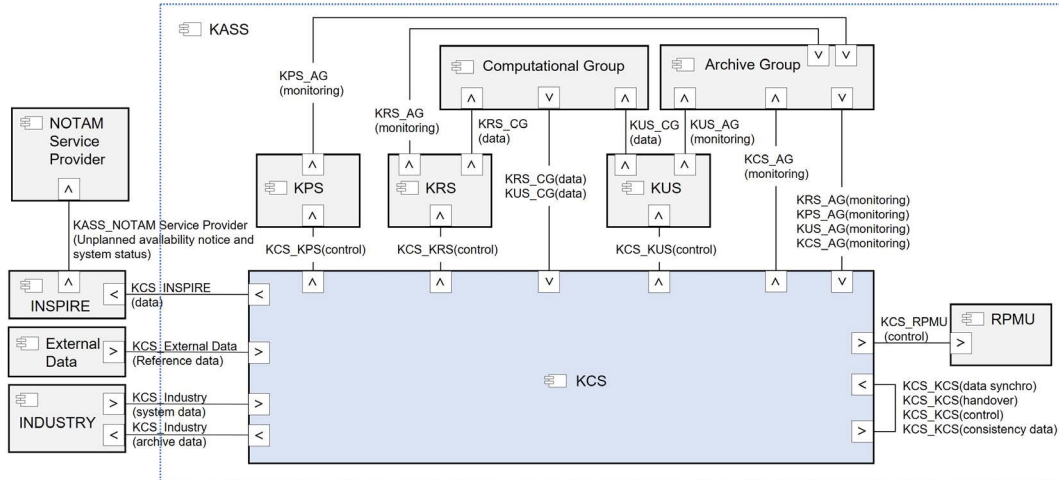 KASS
KPS_AG
(monitoring)
Computational Group
Archive Group
KRS_AG
(monitoring)
KRS_CG
(data)
KUS_CG
(data)
KUS_AG
(monitoring)
NOTAM
Service
Provider
KCS_AG
(monitoring)
KPS
KRS
KRS_CG(data)
KUS_CG(data)
KUS
KRS_AG(monitoring)
KPS_AG(monitoring)
KUS_AG(monitoring)
KCS_AG(monitoring)
KASS_NOTAM Service Provider
(Unplanned availability notice and
system status)
KCS_KPS(control)
KCS_KRS(control)
KCS_KUS(control)
INSPIRE
KCS_INSPIRE
(data)
External
Data
KCS_External Data
(Reference data)
KCS_RPMU
(control)
RPMU
KCS
INDUSTRY
KCS_Industry
(system data)
KCS_Industry
(archive data)
KCS_KCS(data synchro)
KCS_KCS(handover)
KCS_KCS(control)
KCS_KCS(consistency data)